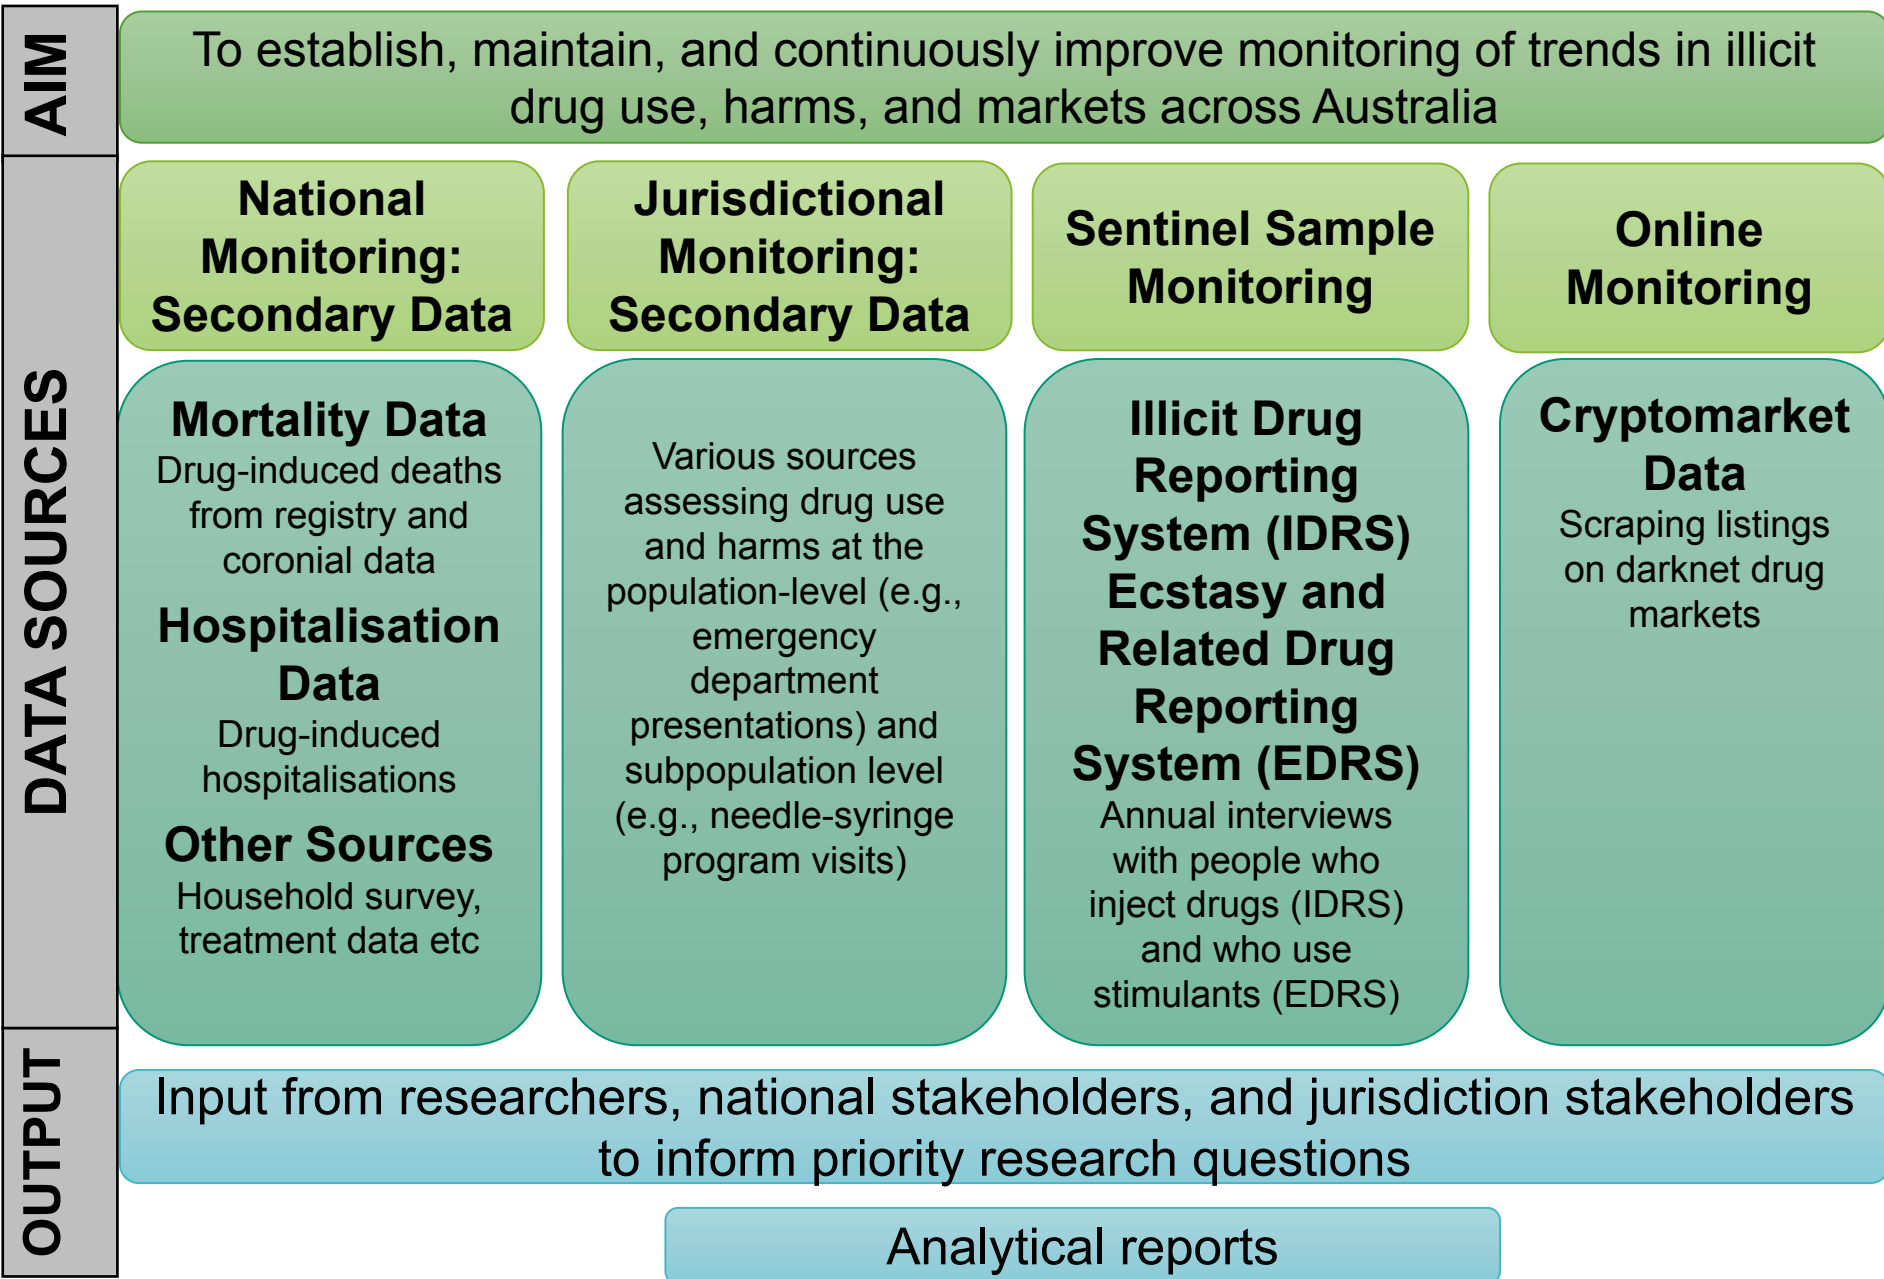 AIM
To establish, maintain, and continuously improve monitoring of trends in illicit
drug use, harms, and markets across Australia
DATA SOURCES
National
Monitoring:
Secondary Data
Mortality Data
Drug-induced deaths
from registry and
coronial data
Hospitalisation
Data
Drug-induced
hospitalisations
Other Sources
Household survey,
treatment data etc
Jurisdictional
Monitoring:
Secondary Data
Various sources
assessing drug use
and harms at the
population-level (e.g.,
emergency
department
presentations) and
subpopulation level
(e.g., needle-syringe
program visits)
Sentinel Sample
Monitoring
Illicit Drug
Reporting
System (IDRS)
Ecstasy and
Related Drug
Reporting
System (EDRS)
Annual interviews
with people who
inject drugs (IDRS)
and who use
stimulants (EDRS)
Online
Monitoring
Cryptomarket
Data
Scraping listings
on darknet drug
markets
OUTPUT
Input from researchers, national stakeholders, and jurisdiction stakeholders
to inform priority research questions
Analytical reports